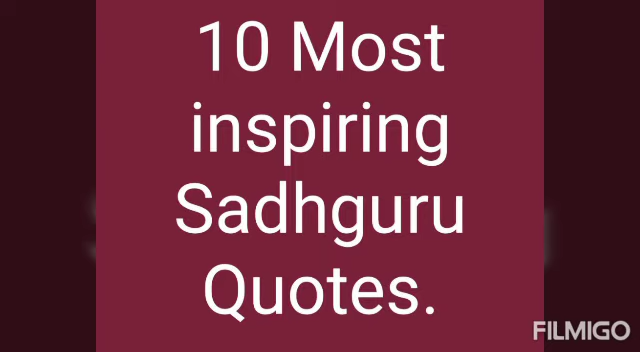 10 Most
inspiring
Sadhguru
Quotes.
FILMIGO